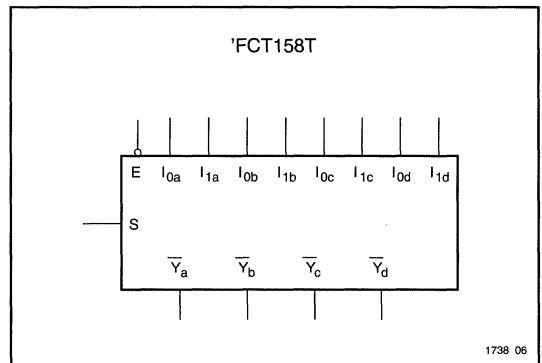 'FCT158T
E I0a I1a I0b I1b I0c I1c I0d I1d
S
Ya Yb Yc Yd
1738 06